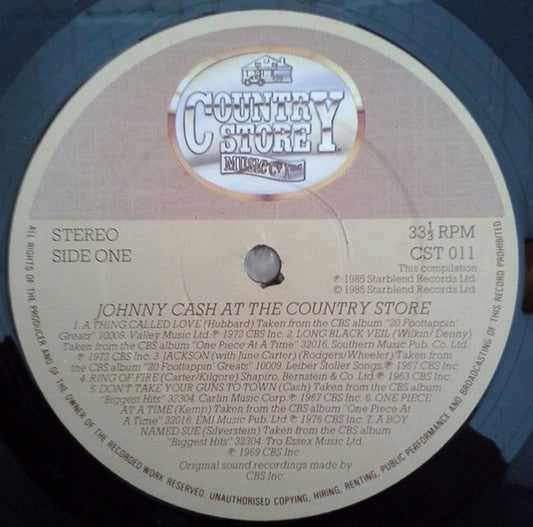 COUNTRY
STORE
MUSIC Co
STEREO
33⅓ RPM
SIDE ONE
CST 011
This compilation
℗ 1985 Starblend Records Ltd.
© 1985 Starblend Records Ltd.
JOHNNY CASH AT THE COUNTRY STORE
1. A THING CALLED LOVE (Hubbard) Taken from the CBS album "20 Foottappin'
Greats" 10009. Valley Music Ltd. ℗ 1972 CBS Inc. 2. LONG BLACK VEIL (Wilken/Denny)
Taken from the CBS album "One Piece At A Time" 32016. Southern Music Pub. Co. Ltd.
℗ 1972 CBS Inc. 3. JACKSON (with June Carter) (Rodgers/Wheeler) Taken from
the CBS album "20 Foottappin' Greats" 10009. Leiber Stoller Songs. ℗ 1967 CBS Inc.
4. RING OF FIRE (Carter/Kilgore) Shapiro, Bernstein & Co. Ltd. ℗ 1963 CBS Inc.
5. DON'T TAKE YOUR GUNS TO TOWN (Cash) Taken from the CBS album
"Biggest Hits" 32304. Carlin Music Corp. ℗ 1967 CBS Inc. 6. ONE PIECE
AT A TIME (Kemp) Taken from the CBS album "One Piece At
A Time" 32016. EMI Music Pub. Ltd. ℗ 1976 CBS Inc. 7. A BOY
NAMED SUE (Silverstein) Taken from the CBS album
"Biggest Hits" 32304. Tro Essex Music Ltd.
℗ 1969 CBS Inc.
Original sound recordings made by
CBS Inc.
ALL RIGHTS OF THE PRODUCER AND OF THE OWNER OF THE RECORDED WORK RESERVED. UNAUTHORISED COPYING, HIRING, RENTING, PUBLIC PERFORMANCE AND BROADCASTING OF THIS RECORD PROHIBITED